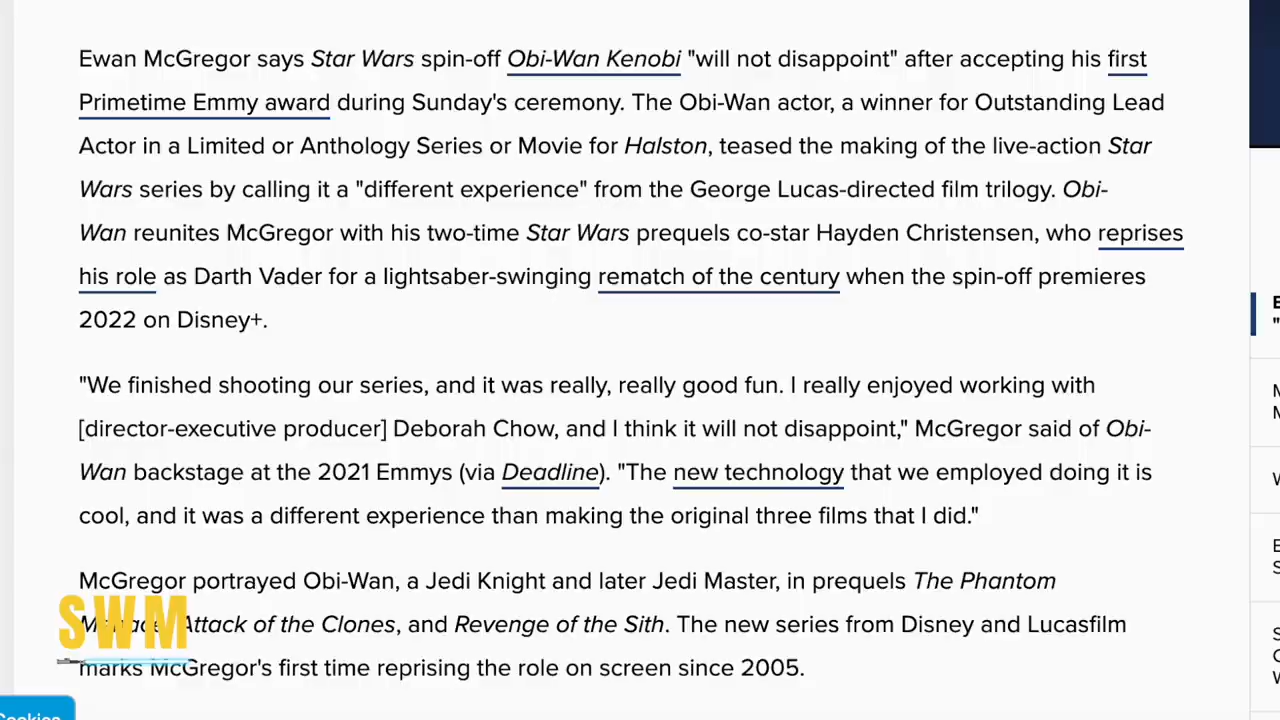 Ewan McGregor says Star Wars spin-off Obi-Wan Kenobi "will not disappoint" after accepting his first
Primetime Emmy award during Sunday's ceremony. The Obi-Wan actor, a winner for Outstanding Lead
Actor in a Limited or Anthology Series or Movie for Halston, teased the making of the live-action Star
Wars series by calling it a "different experience" from the George Lucas-directed film trilogy. Obi-
Wan reunites McGregor with his two-time Star Wars prequels co-star Hayden Christensen, who reprises
his role as Darth Vader for a lightsaber-swinging rematch of the century when the spin-off premieres
2022 on Disney+.
"We finished shooting our series, and it was really, really good fun. I really enjoyed working with
[director-executive producer] Deborah Chow, and I think it will not disappoint," McGregor said of Obi-
Wan backstage at the 2021 Emmys (via Deadline). "The new technology that we employed doing it is
cool, and it was a different experience than making the original three films that I did."
McGregor portrayed Obi-Wan, a Jedi Knight and later Jedi Master, in prequels The Phantom
Attack of the Clones, and Revenge of the Sith. The new series from Disney and Lucasfilm
marks McGregor's first time reprising the role on screen since 2005.
SWM